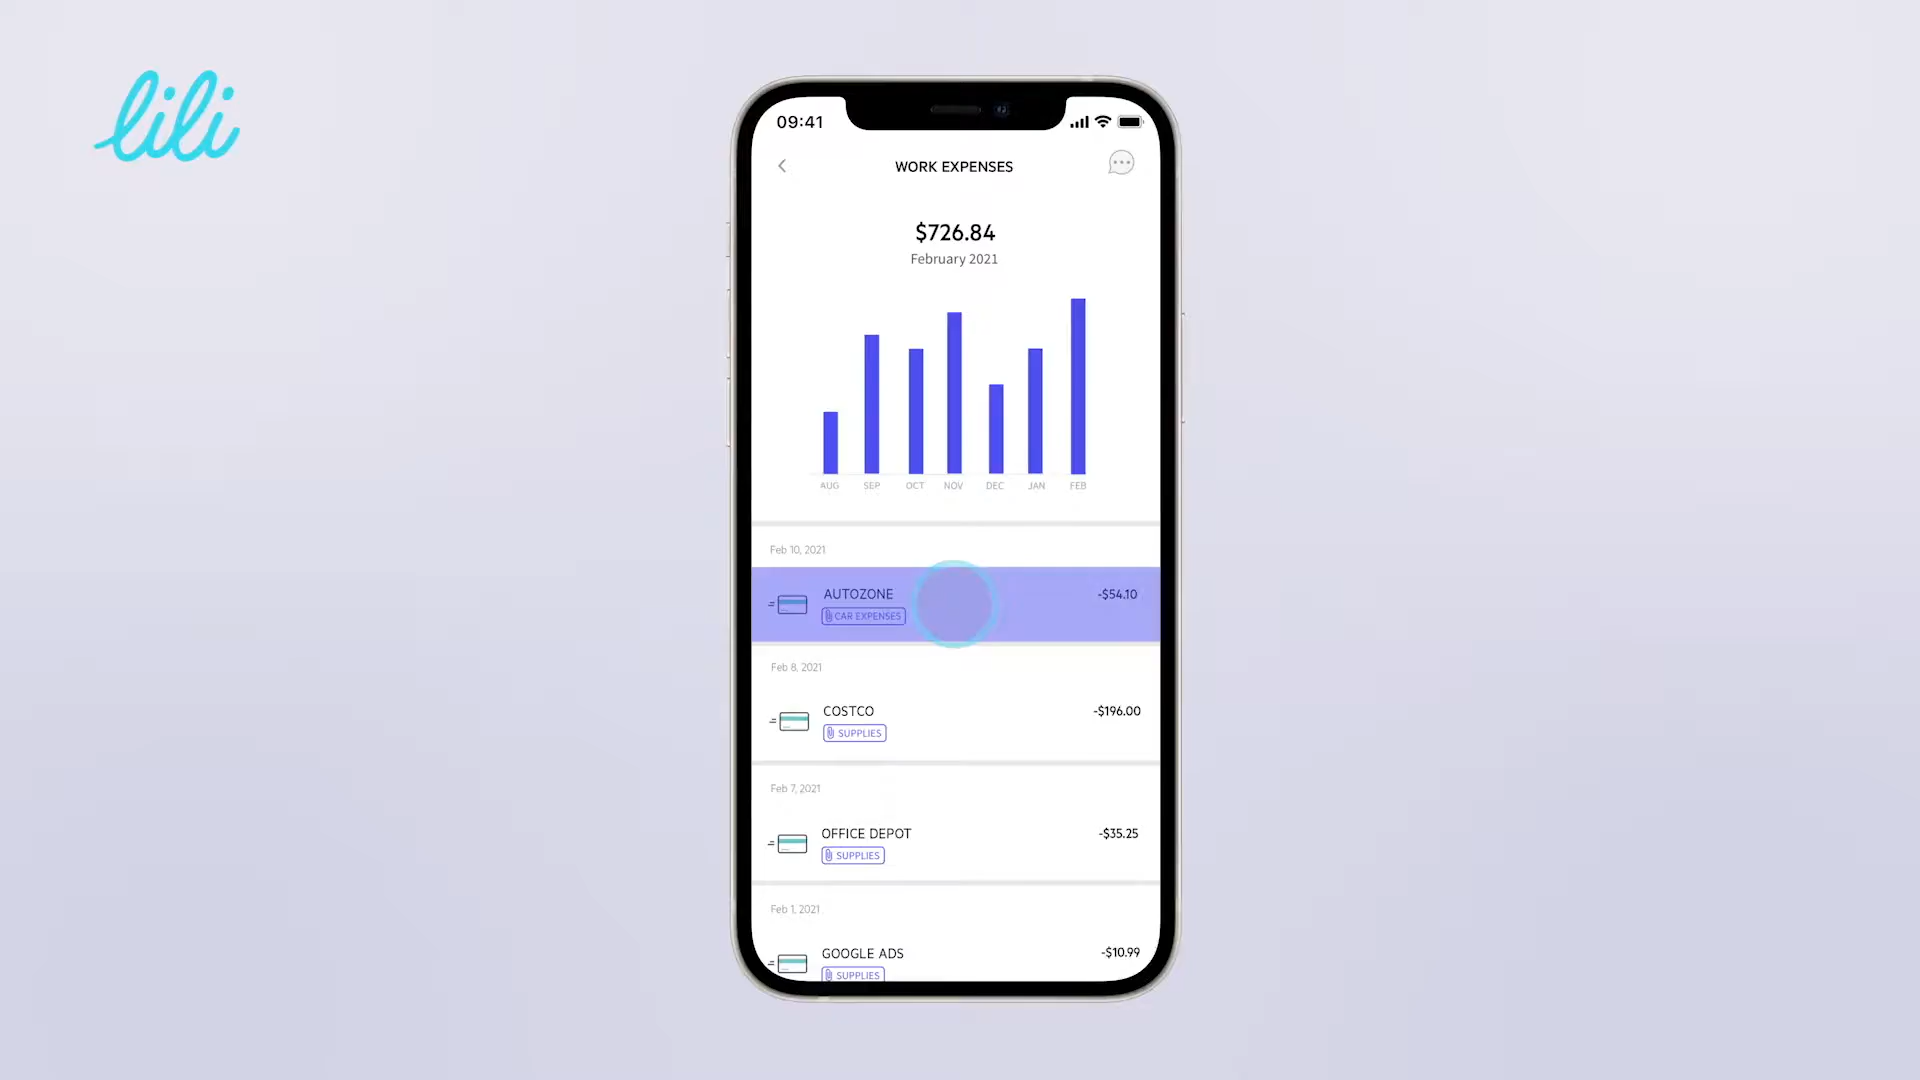 lili
09:41
WORK EXPENSES
$726.84
February 2021
AUG SEP OCT NOV DEC JAN FEB
Feb 10, 2021
AUTOZONE -$54.10
CAR EXPENSES
Feb 8, 2021
COSTCO -$196.00
SUPPLIES
Feb 7, 2021
OFFICE DEPOT -$35.25
SUPPLIES
Feb 1, 2021
GOOGLE ADS -$10.99
SUPPLIES